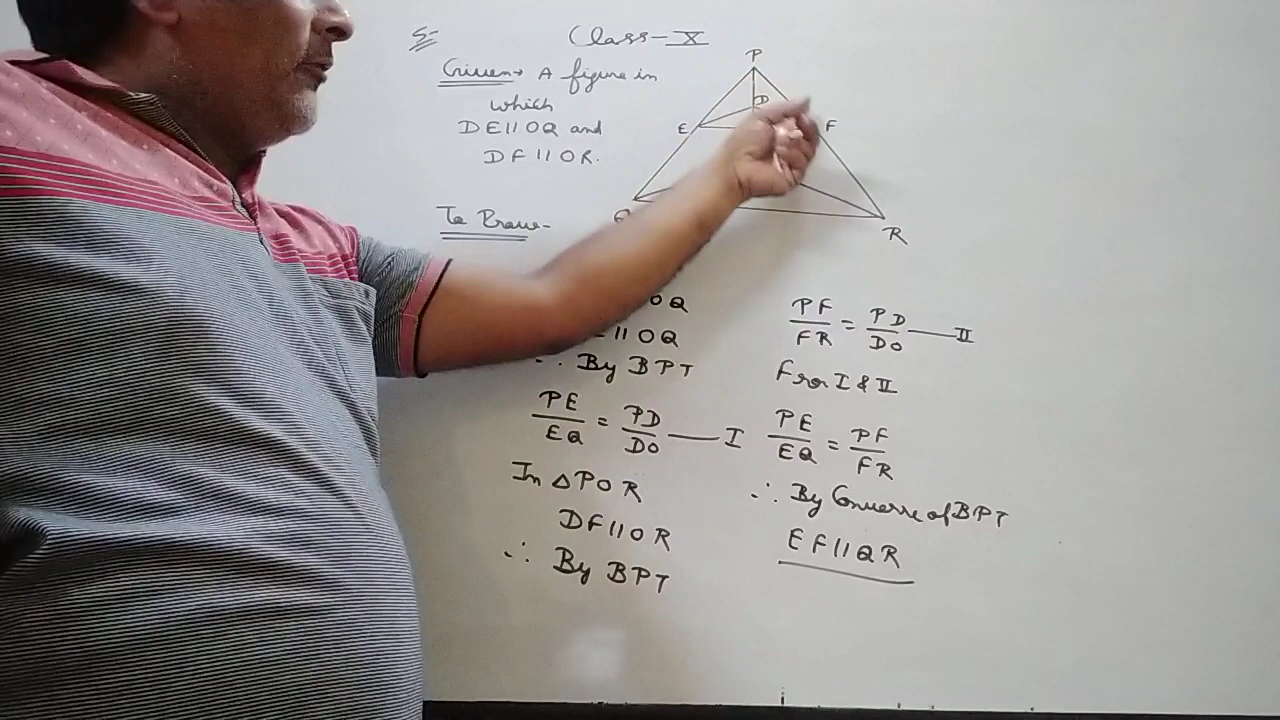 5-
Class-X
Given→ A figure in
which
DE||OQ and
DF||OR.
To Prove-
P
D
E
F
R
OQ
||OQ
∴ By BPT
PE/EQ = PD/DO — I
In △POR
DF||OR
∴ By BPT
PF/FR = PD/DO — II
From I & II
PE/EQ = PF/FR
∴ By Converse of BPT
EF||QR